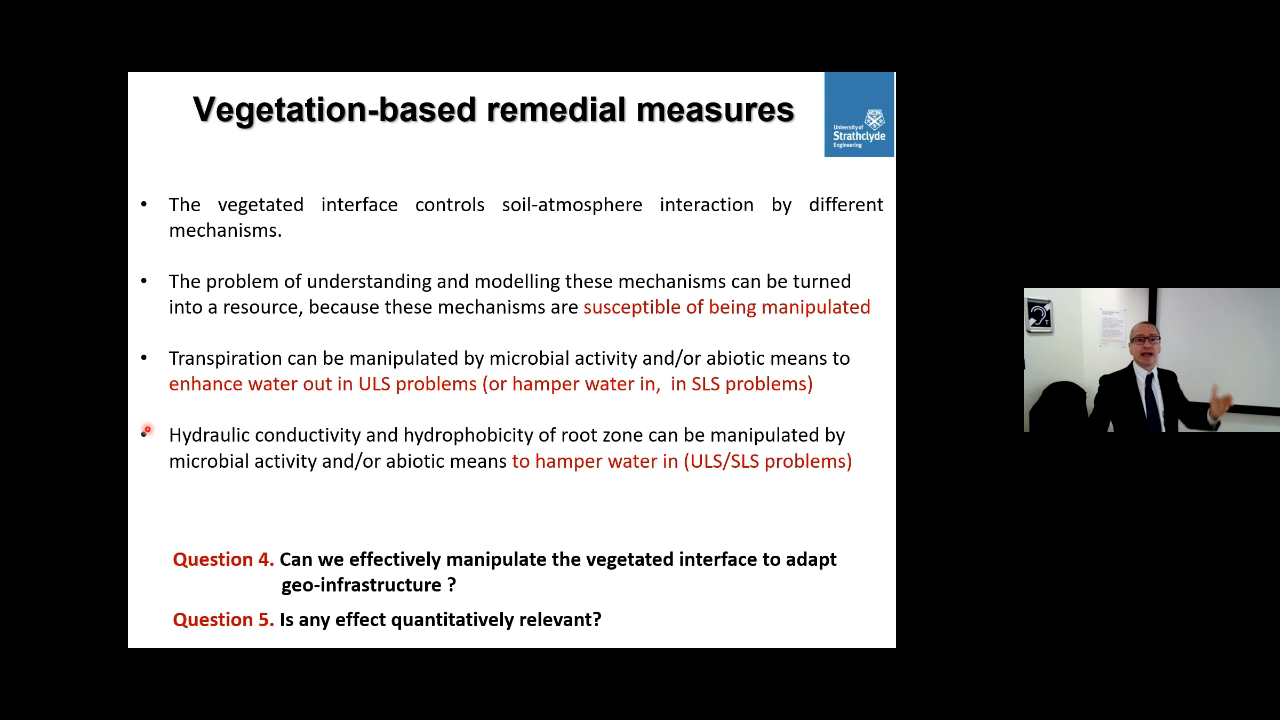 Vegetation-based remedial measures
University of
Strathclyde
Engineering
• The vegetated interface controls soil-atmosphere interaction by different
mechanisms.
• The problem of understanding and modelling these mechanisms can be turned
into a resource, because these mechanisms are susceptible of being manipulated
• Transpiration can be manipulated by microbial activity and/or abiotic means to
enhance water out in ULS problems (or hamper water in, in SLS problems)
• Hydraulic conductivity and hydrophobicity of root zone can be manipulated by
microbial activity and/or abiotic means to hamper water in (ULS/SLS problems)
Question 4. Can we effectively manipulate the vegetated interface to adapt
geo-infrastructure ?
Question 5. Is any effect quantitatively relevant?
T